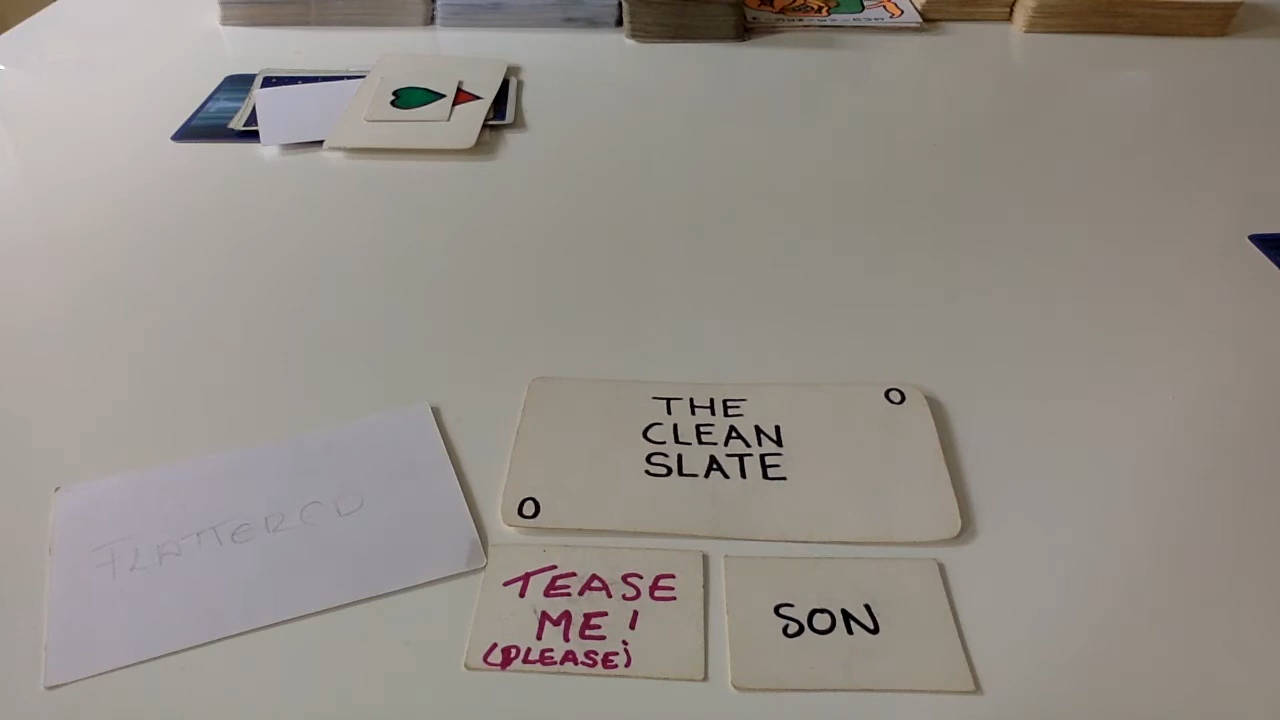 FLATTERED
THE
CLEAN
SLATE
0
0
TEASE
ME!
(PLEASE)
SON